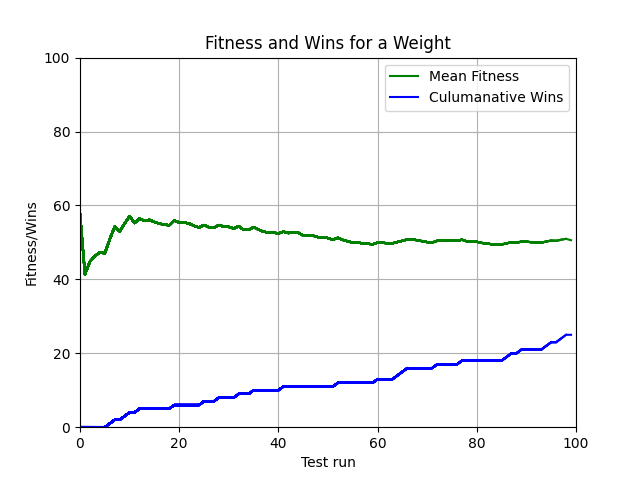 Fitness and Wins for a Weight
Mean Fitness
Culumanative Wins
100
80
60
40
20
0
Fitness/Wins
0 20 40 60 80 100
Test run